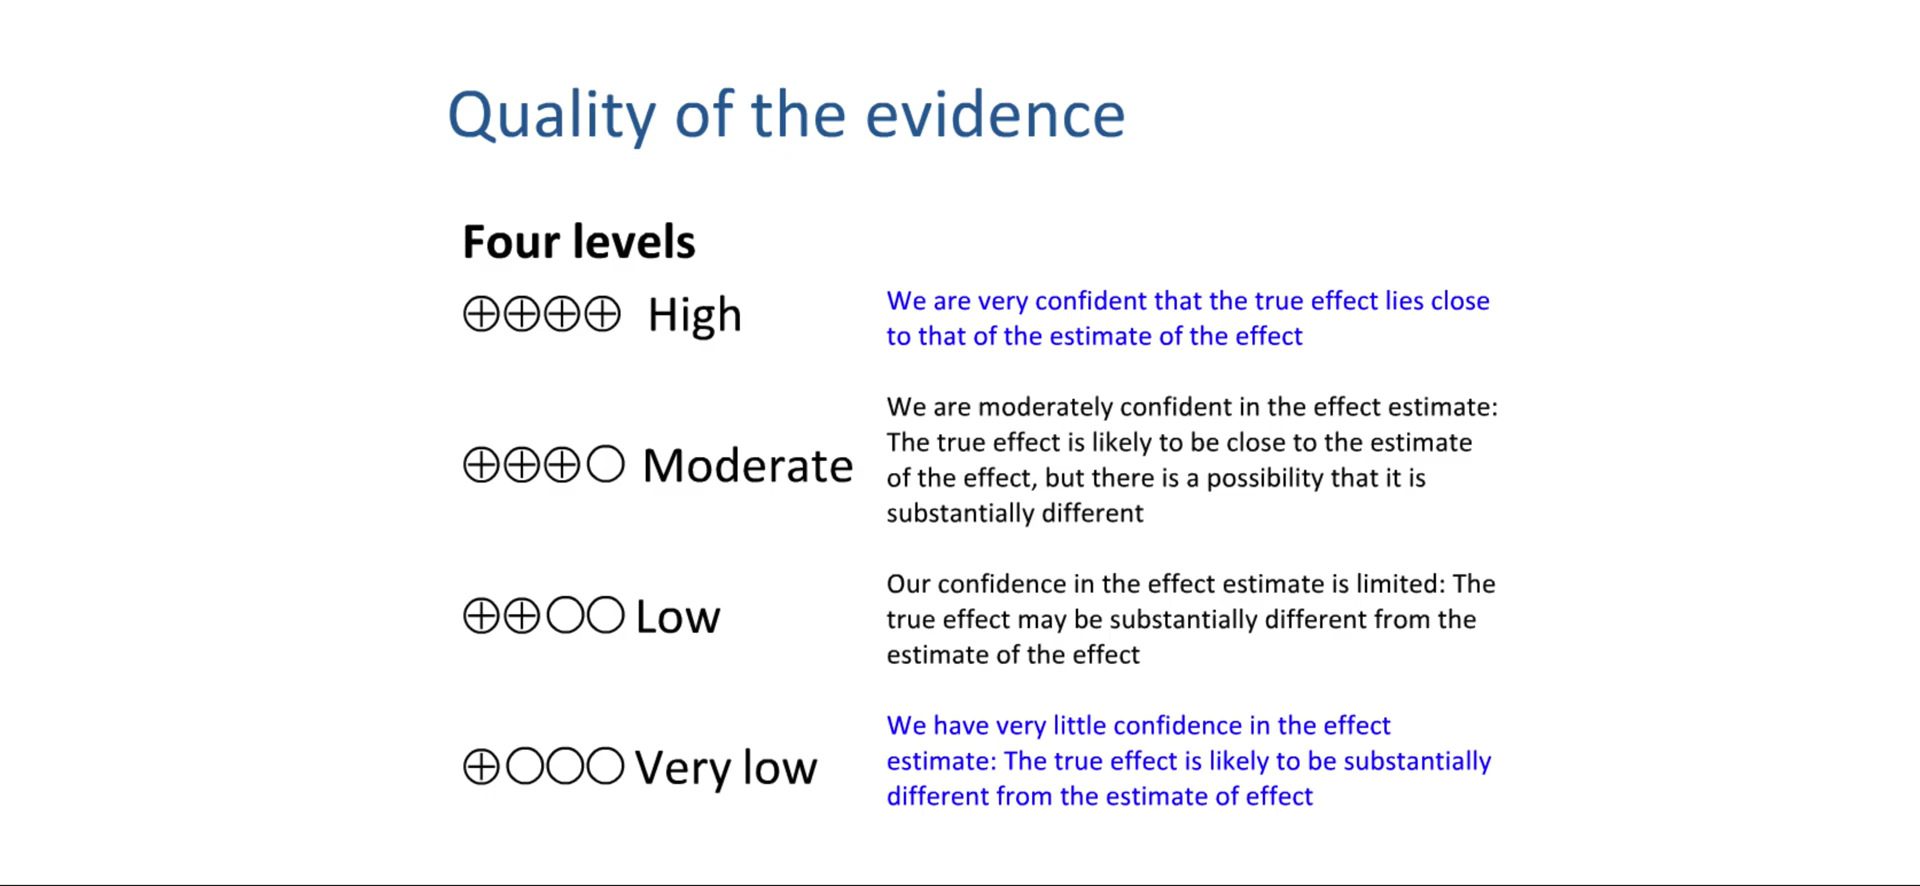 Quality of the evidence
Four levels
⊕⊕⊕⊕ High
We are very confident that the true effect lies close
to that of the estimate of the effect
⊕⊕⊕◯ Moderate
We are moderately confident in the effect estimate:
The true effect is likely to be close to the estimate
of the effect, but there is a possibility that it is
substantially different
⊕⊕◯◯ Low
Our confidence in the effect estimate is limited: The
true effect may be substantially different from the
estimate of the effect
⊕◯◯◯ Very low
We have very little confidence in the effect
estimate: The true effect is likely to be substantially
different from the estimate of effect